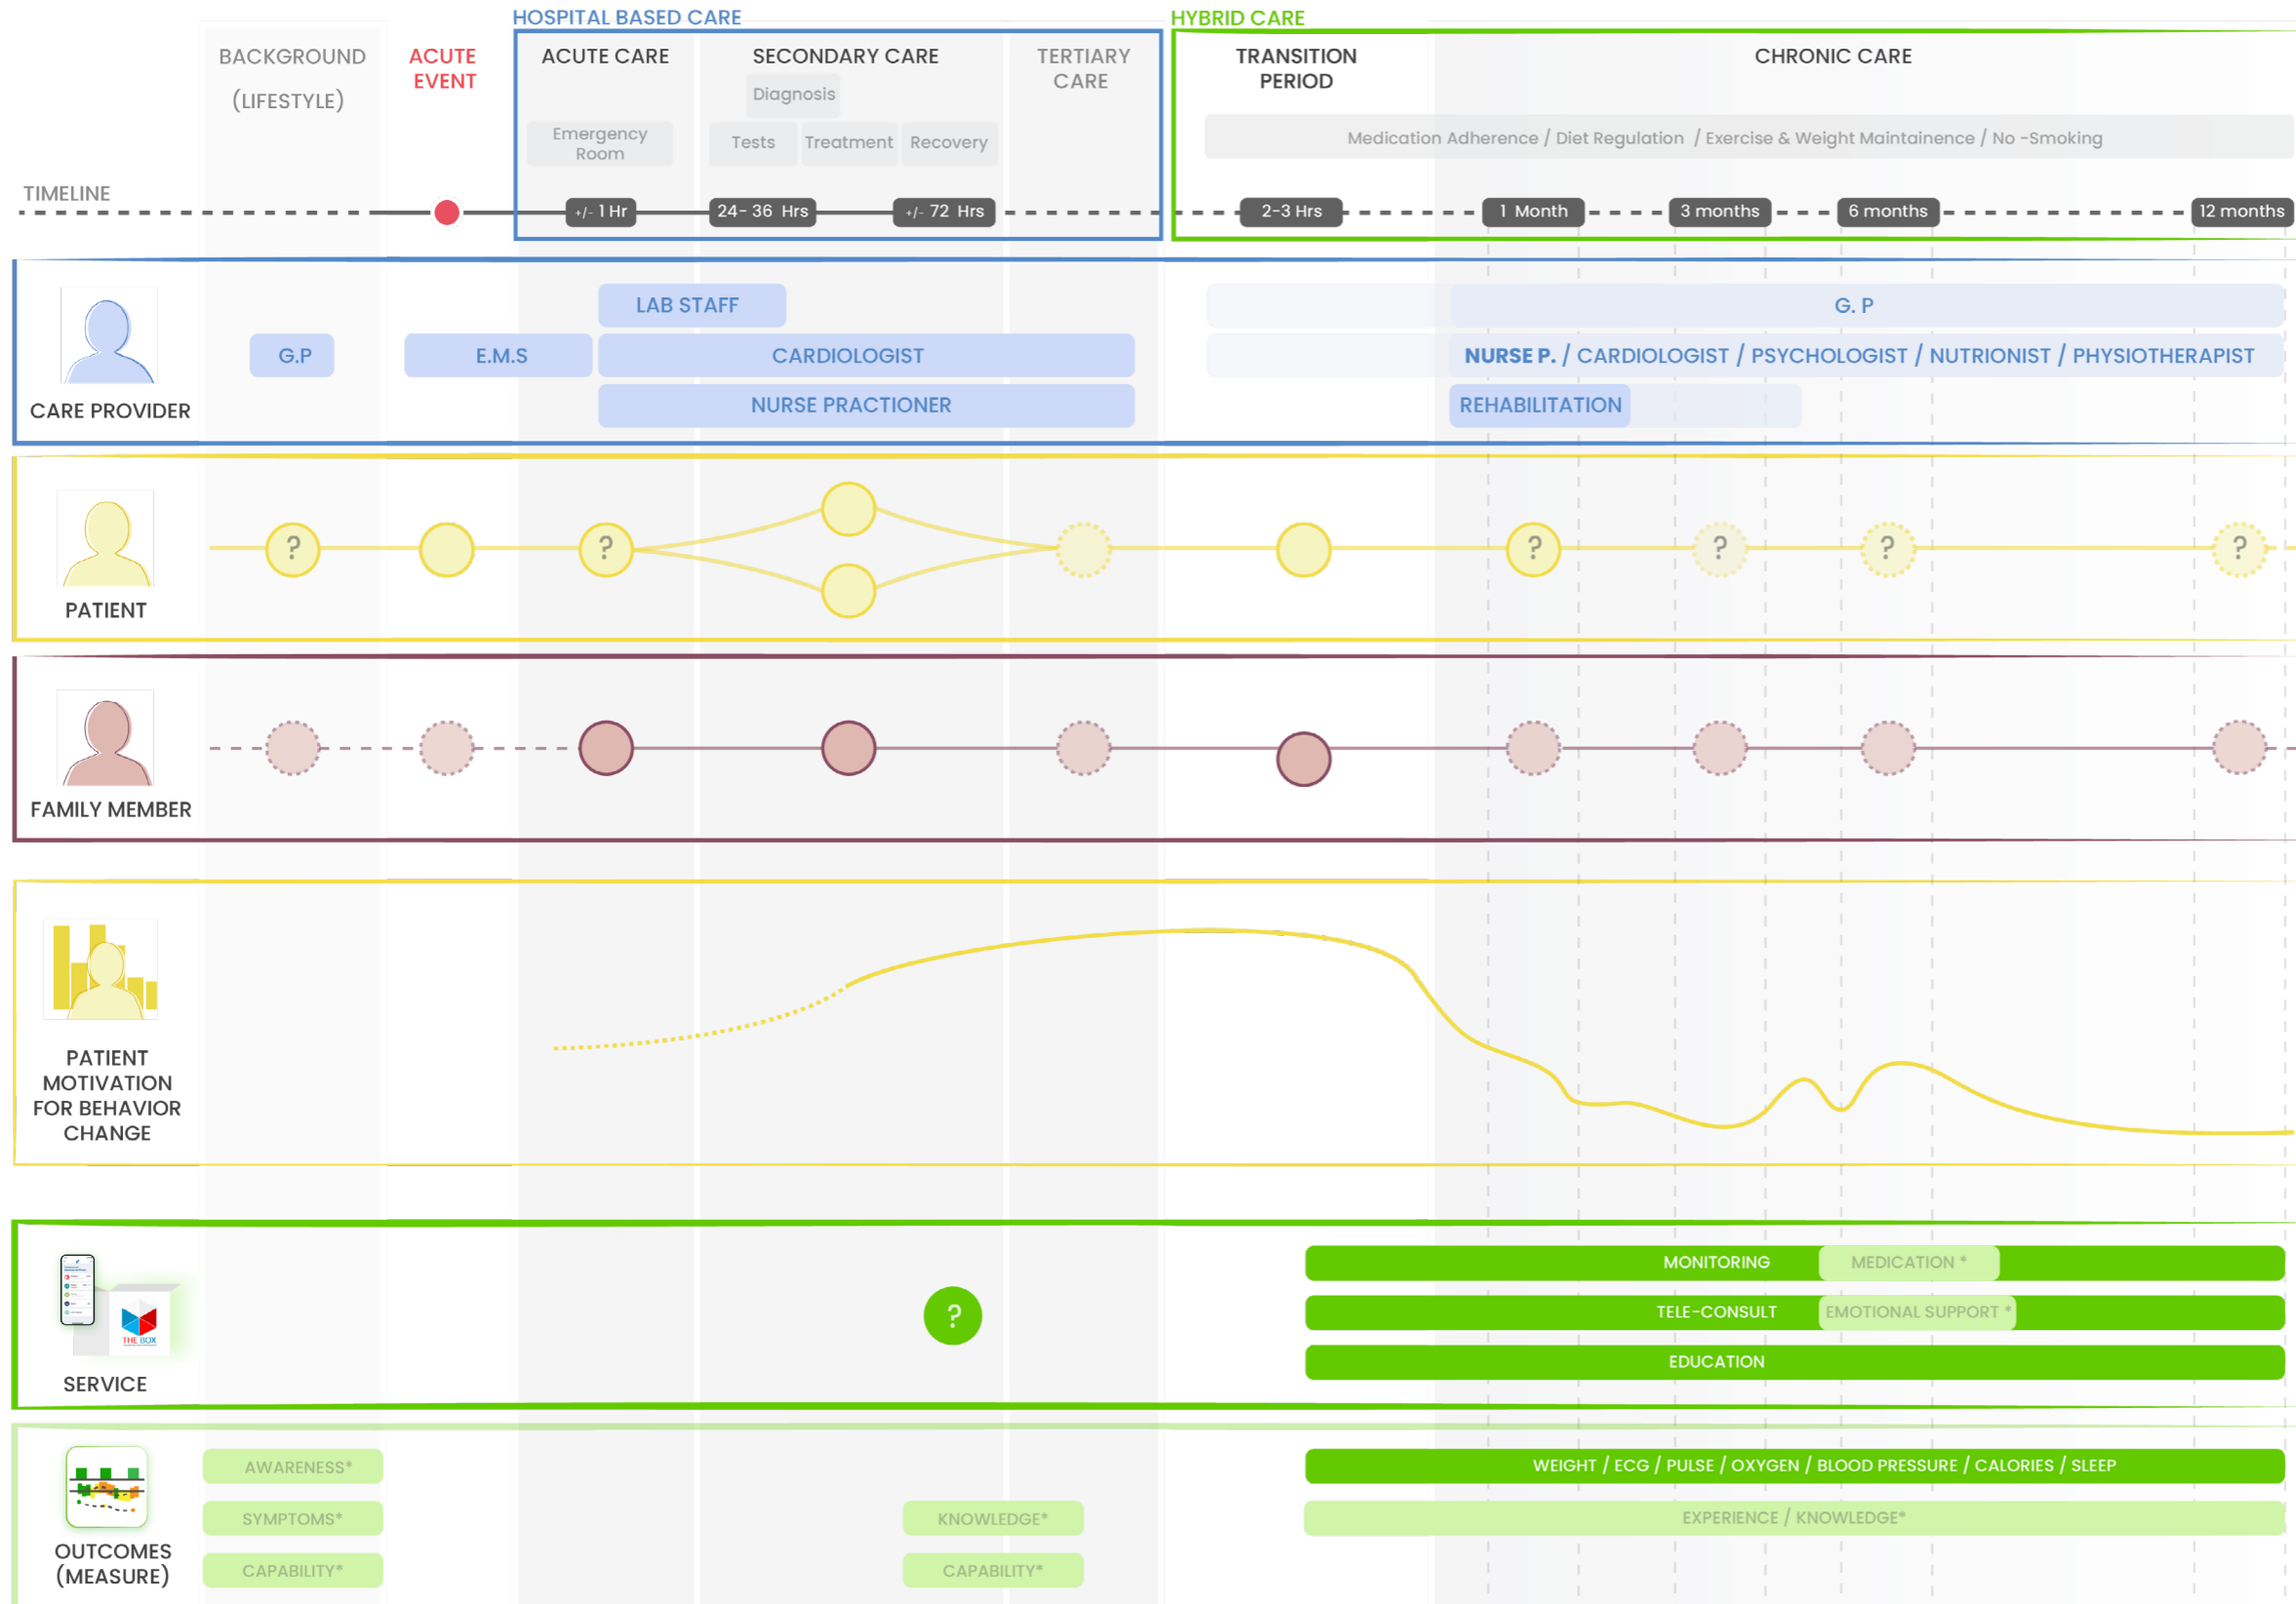 HOSPITAL BASED CARE
HYBRID CARE
BACKGROUND
(LIFESTYLE)
ACUTE
EVENT
ACUTE CARE
SECONDARY CARE
TERTIARY
CARE
TRANSITION
PERIOD
CHRONIC CARE
Diagnosis
Emergency
Room
Tests
Treatment
Recovery
Medication Adherence / Diet Regulation / Exercise & Weight Maintainence / No -Smoking
TIMELINE
+/- 1 Hr
24- 36 Hrs
+/- 72 Hrs
2-3 Hrs
1 Month
3 months
6 months
12 months
LAB STAFF
G. P
G.P
E.M.S
CARDIOLOGIST
NURSE P. / CARDIOLOGIST / PSYCHOLOGIST / NUTRIONIST / PHYSIOTHERAPIST
NURSE PRACTIONER
REHABILITATION
CARE PROVIDER
?
?
?
?
?
?
PATIENT
FAMILY MEMBER
PATIENT
MOTIVATION
FOR BEHAVIOR
CHANGE
MONITORING
MEDICATION *
?
TELE-CONSULT
EMOTIONAL SUPPORT *
THE BOX
EDUCATION
SERVICE
AWARENESS*
WEIGHT / ECG / PULSE / OXYGEN / BLOOD PRESSURE / CALORIES / SLEEP
SYMPTOMS*
KNOWLEDGE*
EXPERIENCE / KNOWLEDGE*
OUTCOMES
(MEASURE)
CAPABILITY*
CAPABILITY*